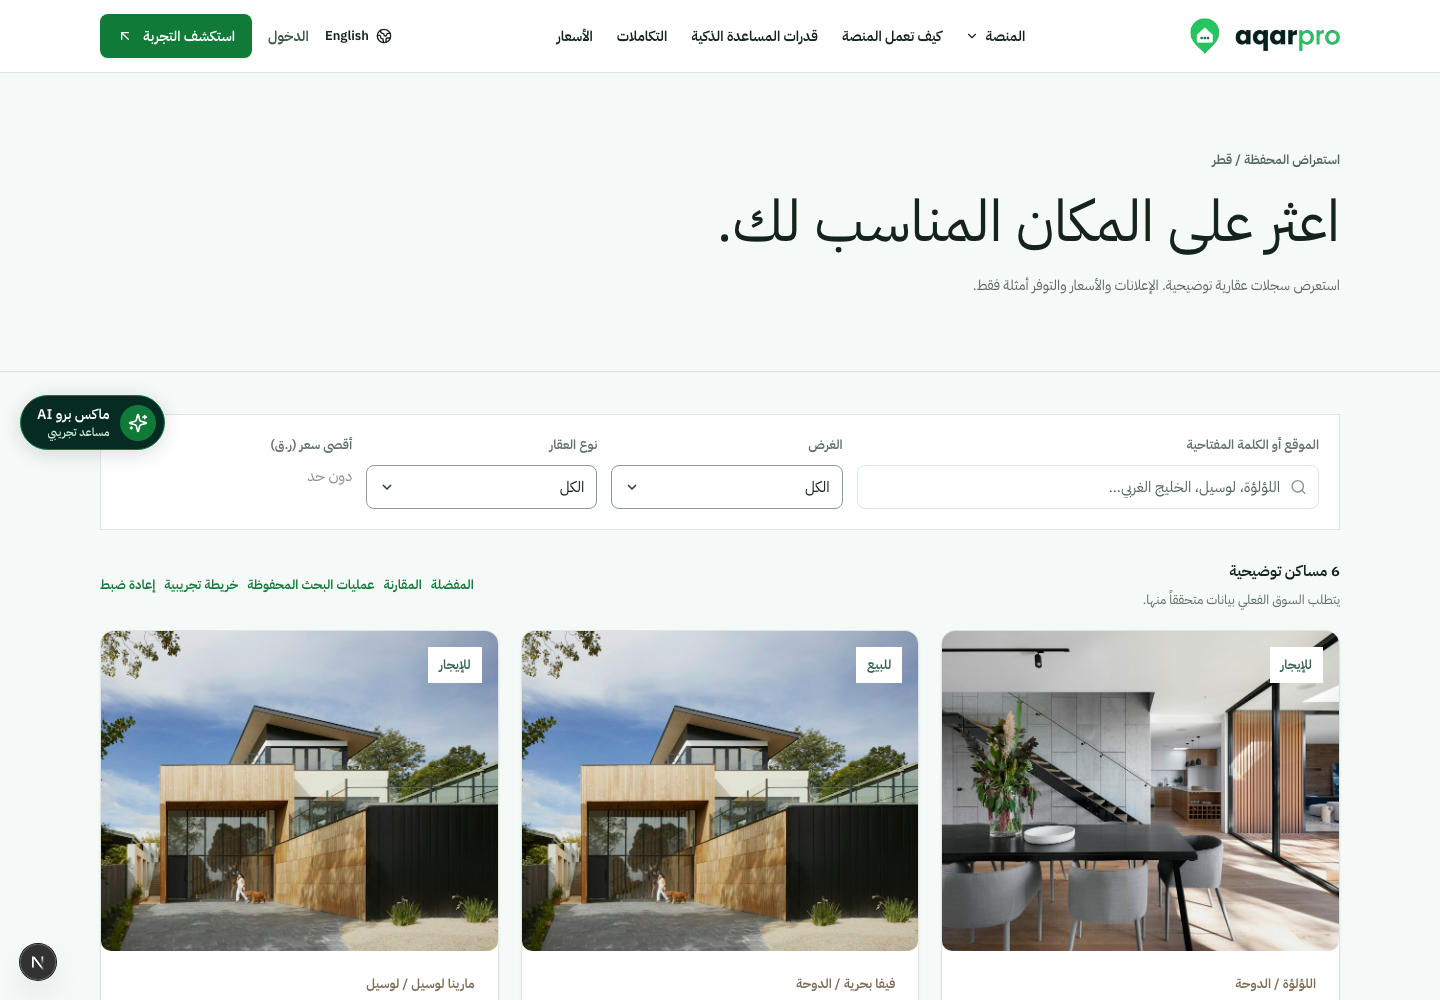 aqarpro
المنصة
كيف تعمل المنصة
قدرات المساعدة الذكية
التكاملات
الأسعار
English
الدخول
استكشف التجربة
استعراض المحفظة / قطر
اعثر على المكان المناسب لك.
استعرض سجلات عقارية توضيحية. الإعلانات والأسعار والتوفر أمثلة فقط.
ماكس برو AI
مساعد تجريبي
الموقع أو الكلمة المفتاحية
الغرض
نوع العقار
أقصى سعر (ر.ق)
اللؤلؤة، لوسيل، الخليج الغربي...
الكل
الكل
دون حد
6 مساكن توضيحية
يتطلب السوق الفعلي بيانات متحققاً منها.
المفضلة
المقارنة
عمليات البحث المحفوظة
خريطة تجريبية
إعادة ضبط
للإيجار
للبيع
للإيجار
اللؤلؤة / الدوحة
فيفا بحرية / الدوحة
مارينا لوسيل / لوسيل
N